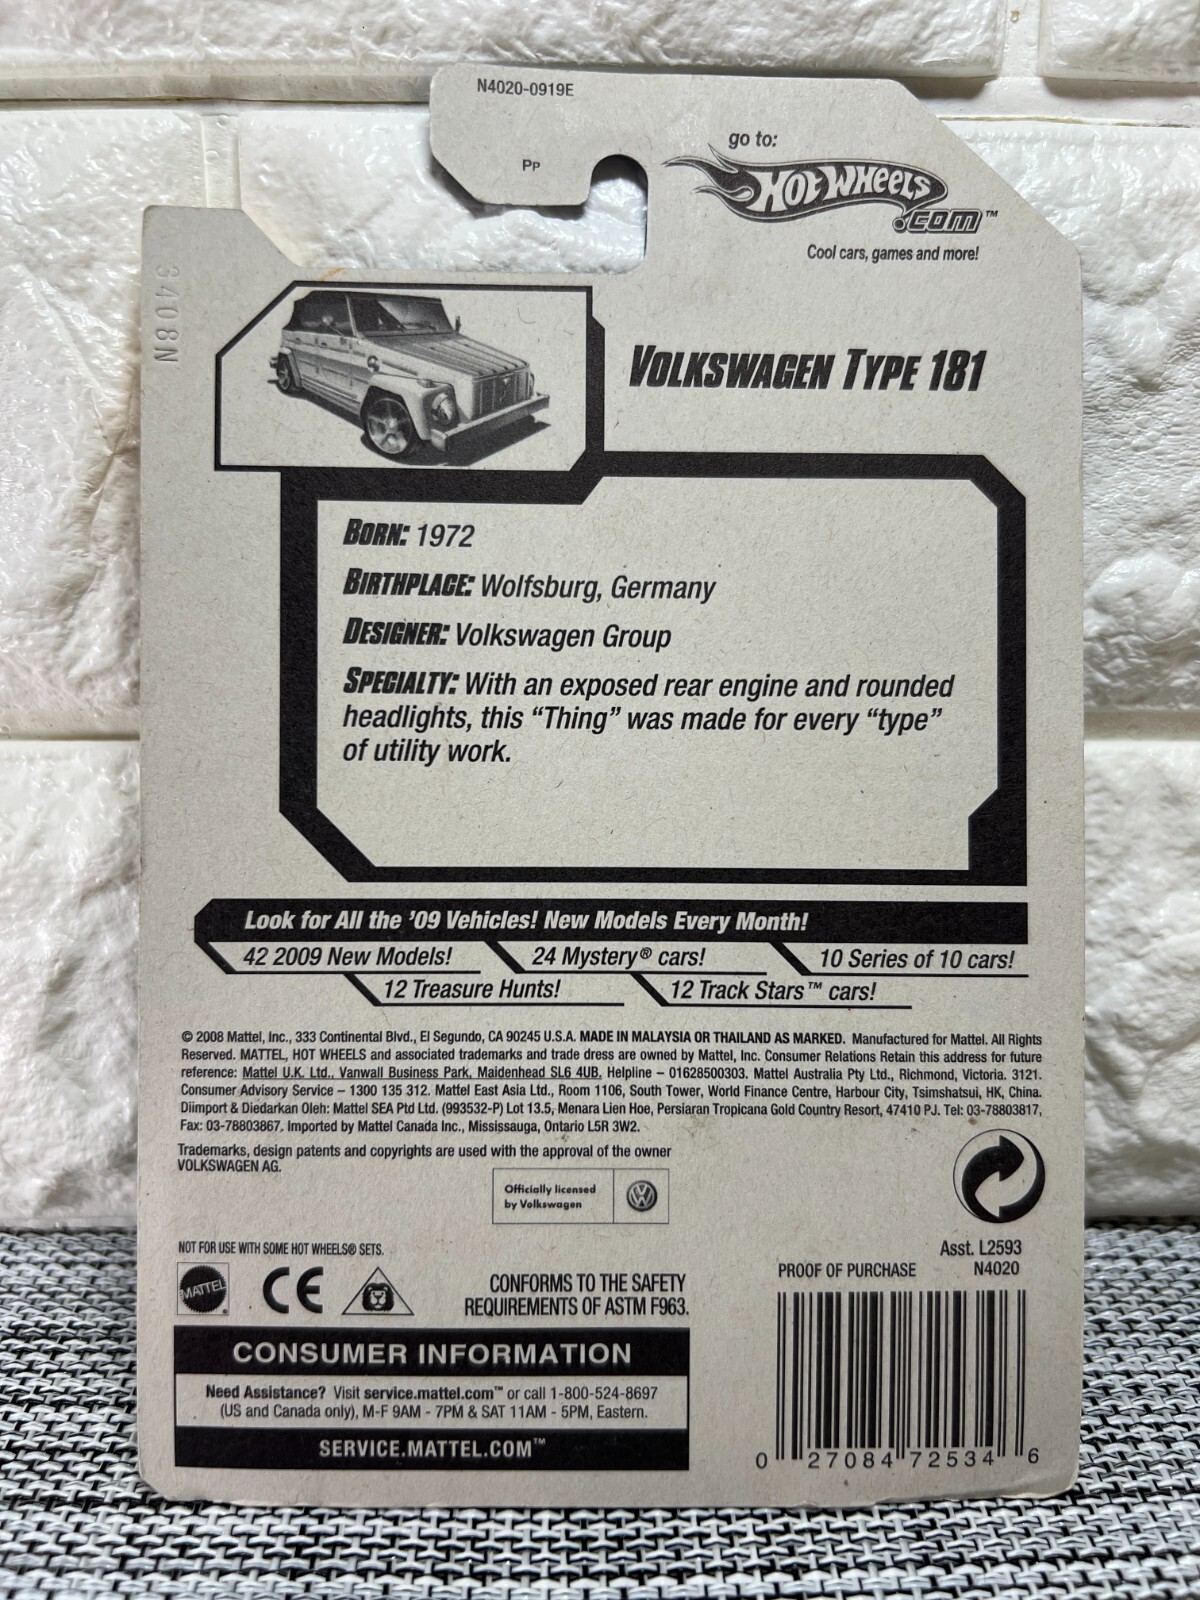 N4020-0919E
PP
go to:
HOT WHEELS
.COM™
Cool cars, games and more!
3408N
VOLKSWAGEN TYPE 181
BORN: 1972
BIRTHPLACE: Wolfsburg, Germany
DESIGNER: Volkswagen Group
SPECIALTY: With an exposed rear engine and rounded
headlights, this “Thing” was made for every “type”
of utility work.
Look for All the ’09 Vehicles! New Models Every Month!
42 2009 New Models!
24 Mystery® cars!
10 Series of 10 cars!
12 Treasure Hunts!
12 Track Stars™ cars!
© 2008 Mattel, Inc., 333 Continental Blvd., El Segundo, CA 90245 U.S.A. MADE IN MALAYSIA OR THAILAND AS MARKED. Manufactured for Mattel. All Rights
Reserved. MATTEL, HOT WHEELS and associated trademarks and trade dress are owned by Mattel, Inc. Consumer Relations Retain this address for future
reference: Mattel U.K. Ltd., Vanwall Business Park, Maidenhead SL6 4UB. Helpline – 01628500303. Mattel Australia Pty Ltd., Richmond, Victoria. 3121.
Consumer Advisory Service – 1300 135 312. Mattel East Asia Ltd., Room 1106, South Tower, World Finance Centre, Harbour City, Tsimshatsui, HK, China.
Diimport & Diedarkan Oleh: Mattel SEA Ptd Ltd. (993532-P) Lot 13.5, Menara Lien Hoe, Persiaran Tropicana Gold Country Resort, 47410 PJ. Tel: 03-78803817,
Fax: 03-78803867. Imported by Mattel Canada Inc., Mississauga, Ontario L5R 3W2.
Trademarks, design patents and copyrights are used with the approval of the owner
VOLKSWAGEN AG.
Officially licensed
by Volkswagen
NOT FOR USE WITH SOME HOT WHEELS® SETS.
MATTEL®
CE
CONFORMS TO THE SAFETY
REQUIREMENTS OF ASTM F963.
Asst. L2593
PROOF OF PURCHASE N4020
CONSUMER INFORMATION
Need Assistance? Visit service.mattel.com™ or call 1-800-524-8697
(US and Canada only), M-F 9AM - 7PM & SAT 11AM - 5PM, Eastern.
SERVICE.MATTEL.COM™
0 27084 72534 6